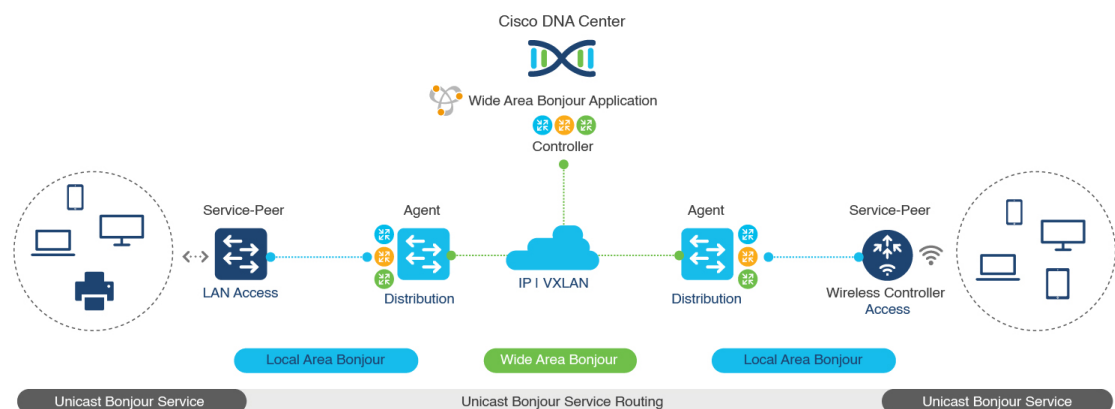 Cisco DNA Center
Wide Area Bonjour Application
Controller
Service-Peer
Agent
Agent
Service-Peer
LAN Access
Distribution
IP | VXLAN
Distribution
Wireless Controller
Access
Local Area Bonjour
Wide Area Bonjour
Local Area Bonjour
Unicast Bonjour Service
Unicast Bonjour Service Routing
Unicast Bonjour Service